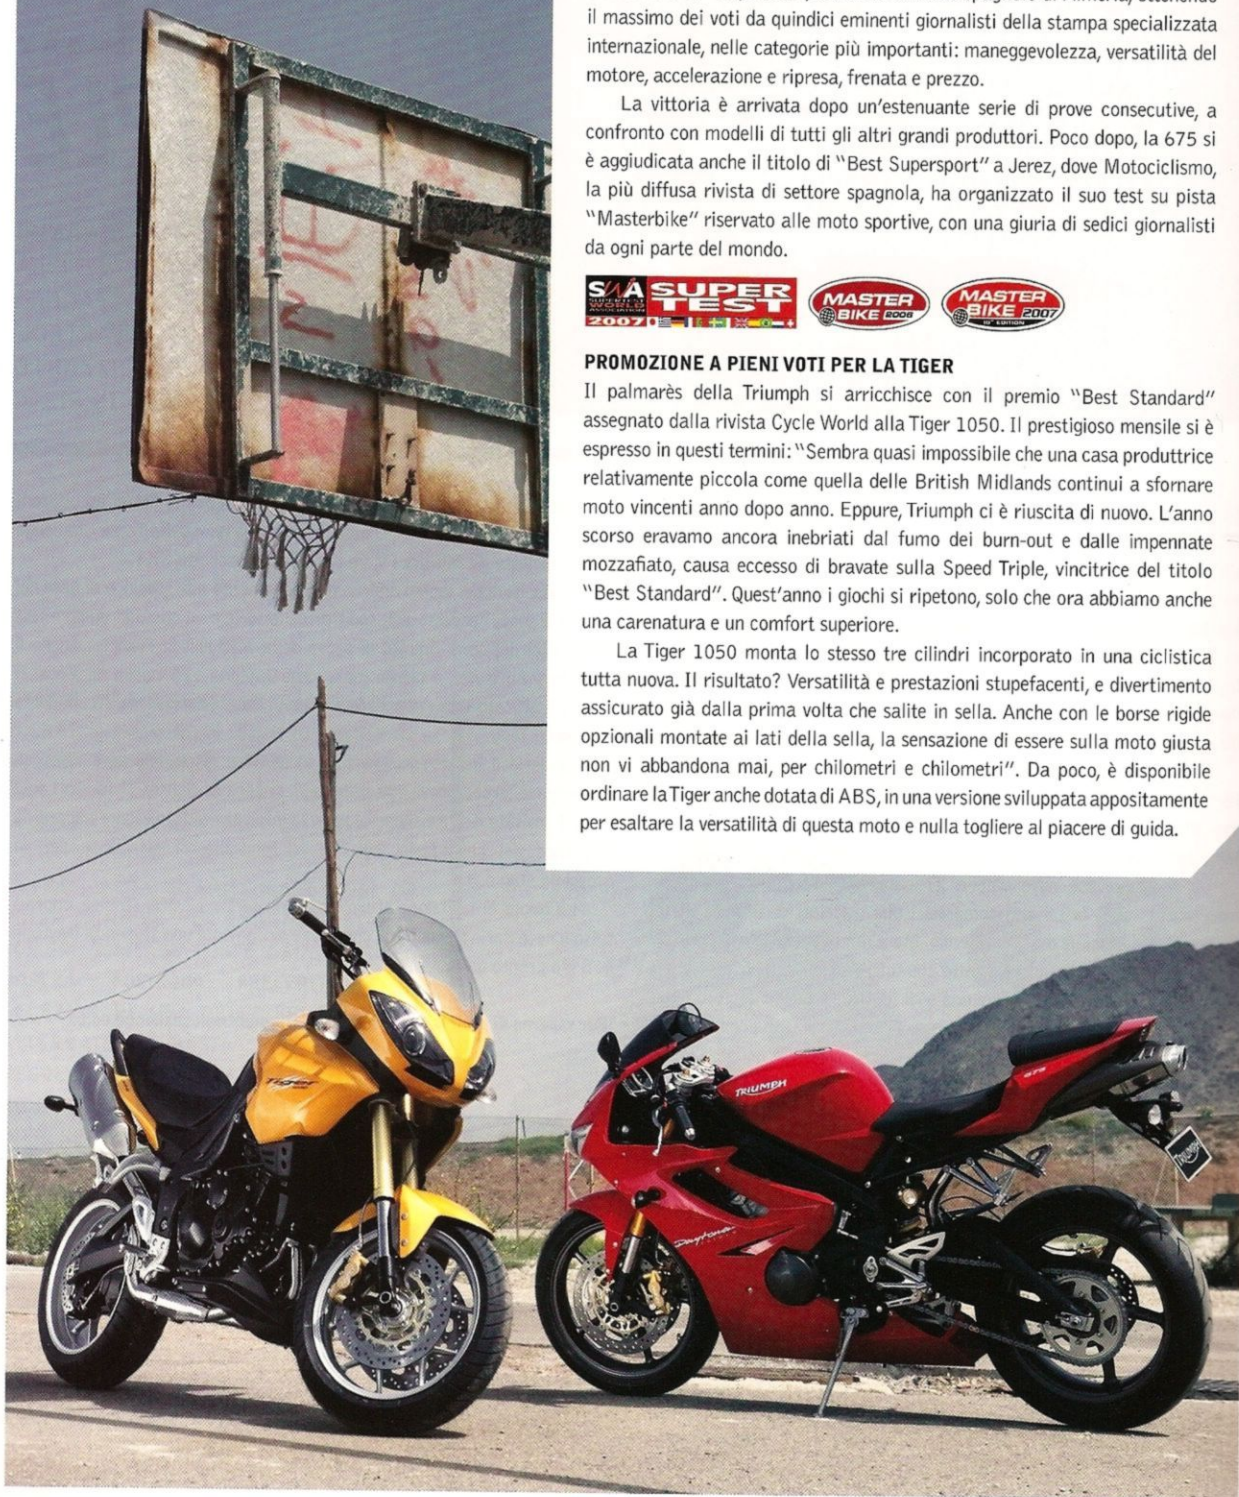 il massimo dei voti da quindici eminenti giornalisti della stampa specializzata
internazionale, nelle categorie più importanti: maneggevolezza, versatilità del
motore, accelerazione e ripresa, frenata e prezzo.
La vittoria è arrivata dopo un'estenuante serie di prove consecutive, a
confronto con modelli di tutti gli altri grandi produttori. Poco dopo, la 675 si
è aggiudicata anche il titolo di "Best Supersport" a Jerez, dove Motociclismo,
la più diffusa rivista di settore spagnola, ha organizzato il suo test su pista
"Masterbike" riservato alle moto sportive, con una giuria di sedici giornalisti
da ogni parte del mondo.
SWA
SUPERTEST
WORLD
ASSOCIATION
2007
SUPER
TEST
MASTER
BIKE 2006
MASTER
BIKE 2007
10th EDITION
PROMOZIONE A PIENI VOTI PER LA TIGER
Il palmarès della Triumph si arricchisce con il premio "Best Standard"
assegnato dalla rivista Cycle World alla Tiger 1050. Il prestigioso mensile si è
espresso in questi termini: "Sembra quasi impossibile che una casa produttrice
relativamente piccola come quella delle British Midlands continui a sfornare
moto vincenti anno dopo anno. Eppure, Triumph ci è riuscita di nuovo. L'anno
scorso eravamo ancora inebriati dal fumo dei burn-out e dalle impennate
mozzafiato, causa eccesso di bravate sulla Speed Triple, vincitrice del titolo
"Best Standard". Quest'anno i giochi si ripetono, solo che ora abbiamo anche
una carenatura e un comfort superiore.
La Tiger 1050 monta lo stesso tre cilindri incorporato in una ciclistica
tutta nuova. Il risultato? Versatilità e prestazioni stupefacenti, e divertimento
assicurato già dalla prima volta che salite in sella. Anche con le borse rigide
opzionali montate ai lati della sella, la sensazione di essere sulla moto giusta
non vi abbandona mai, per chilometri e chilometri". Da poco, è disponibile
ordinare la Tiger anche dotata di ABS, in una versione sviluppata appositamente
per esaltare la versatilità di questa moto e nulla togliere al piacere di guida.
Tiger
TRIUMPH
675
TRIUMPH
Daytona